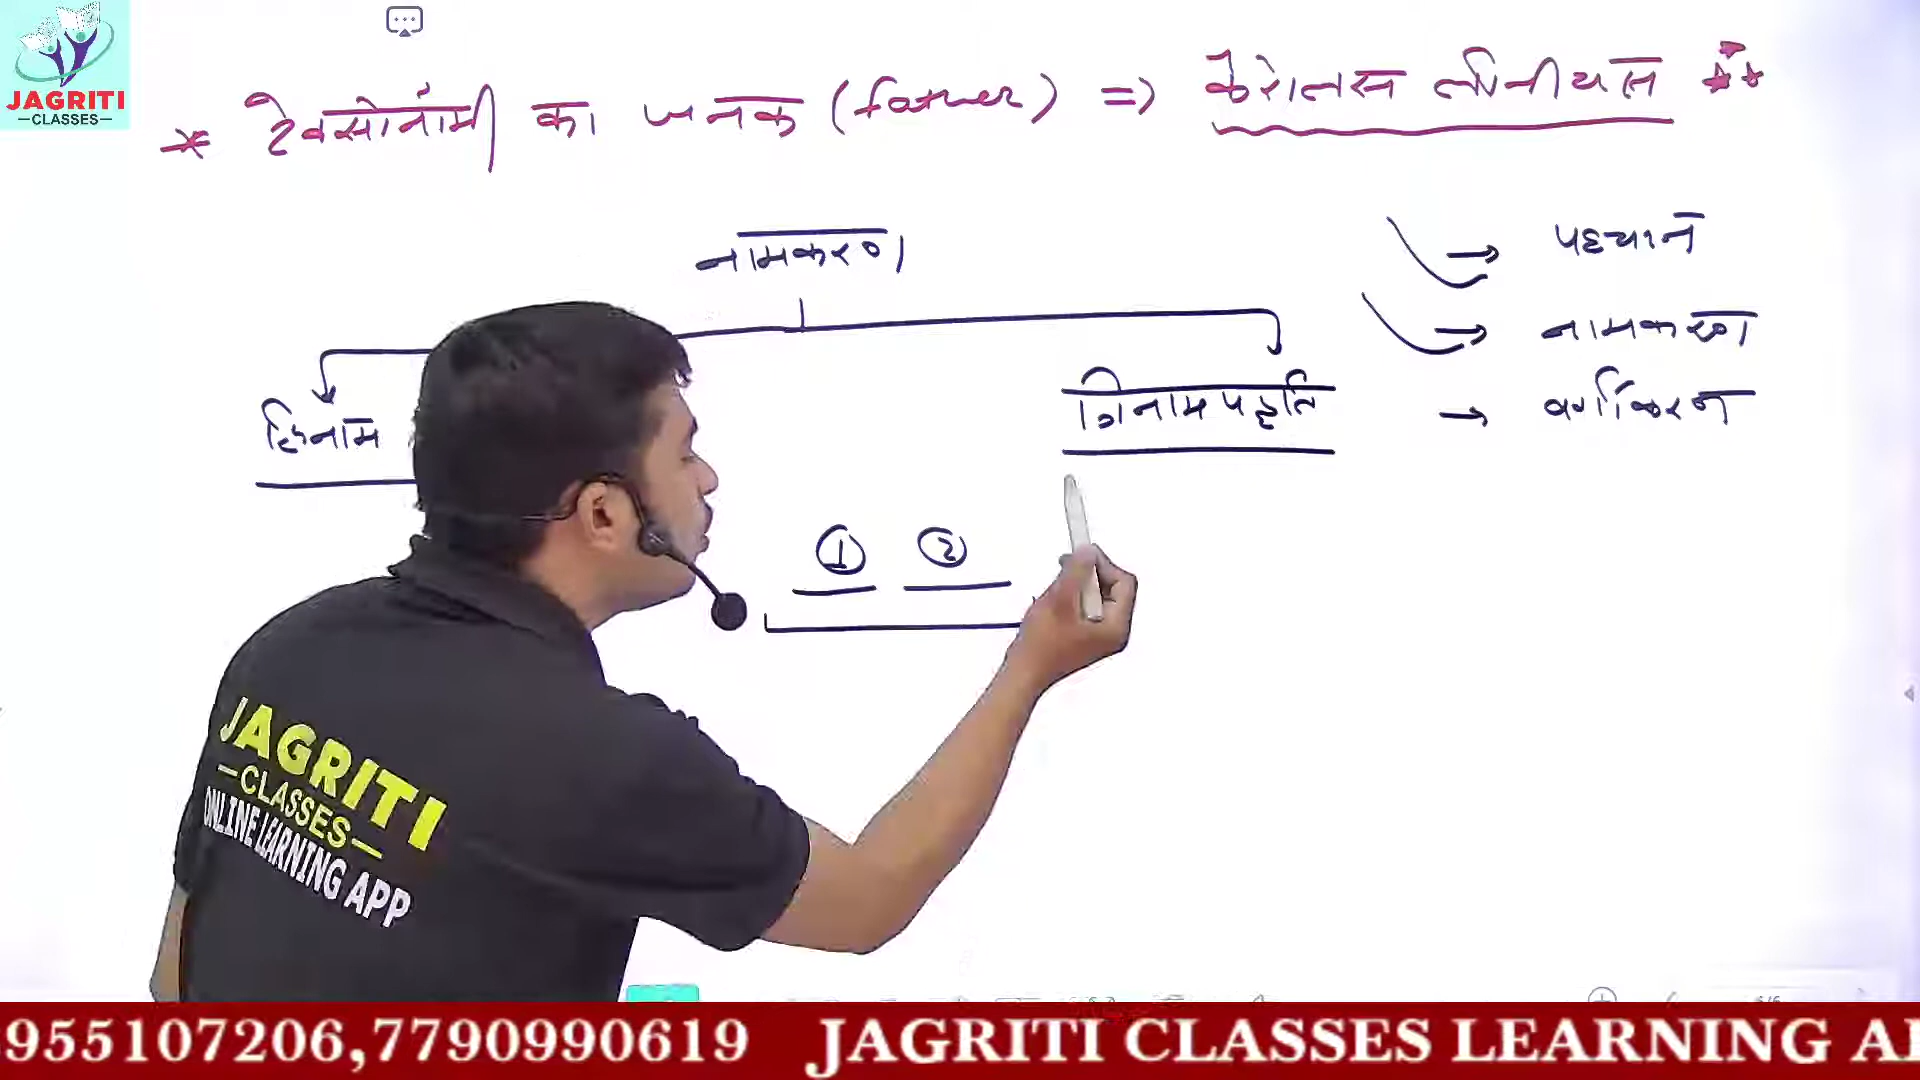 JAGRITI
CLASSES
* टेक्सोनॉमी का जनक (father) => केरोलस लीनीयस **
नामकरण
→ पहचान
→ नामकरण
→ वर्गीकरण
द्विनाम
त्रिनाम पद्धति
① ②
JAGRITI
CLASSES
ONLINE LEARNING APP
955107206,7790990619 JAGRITI CLASSES LEARNING A